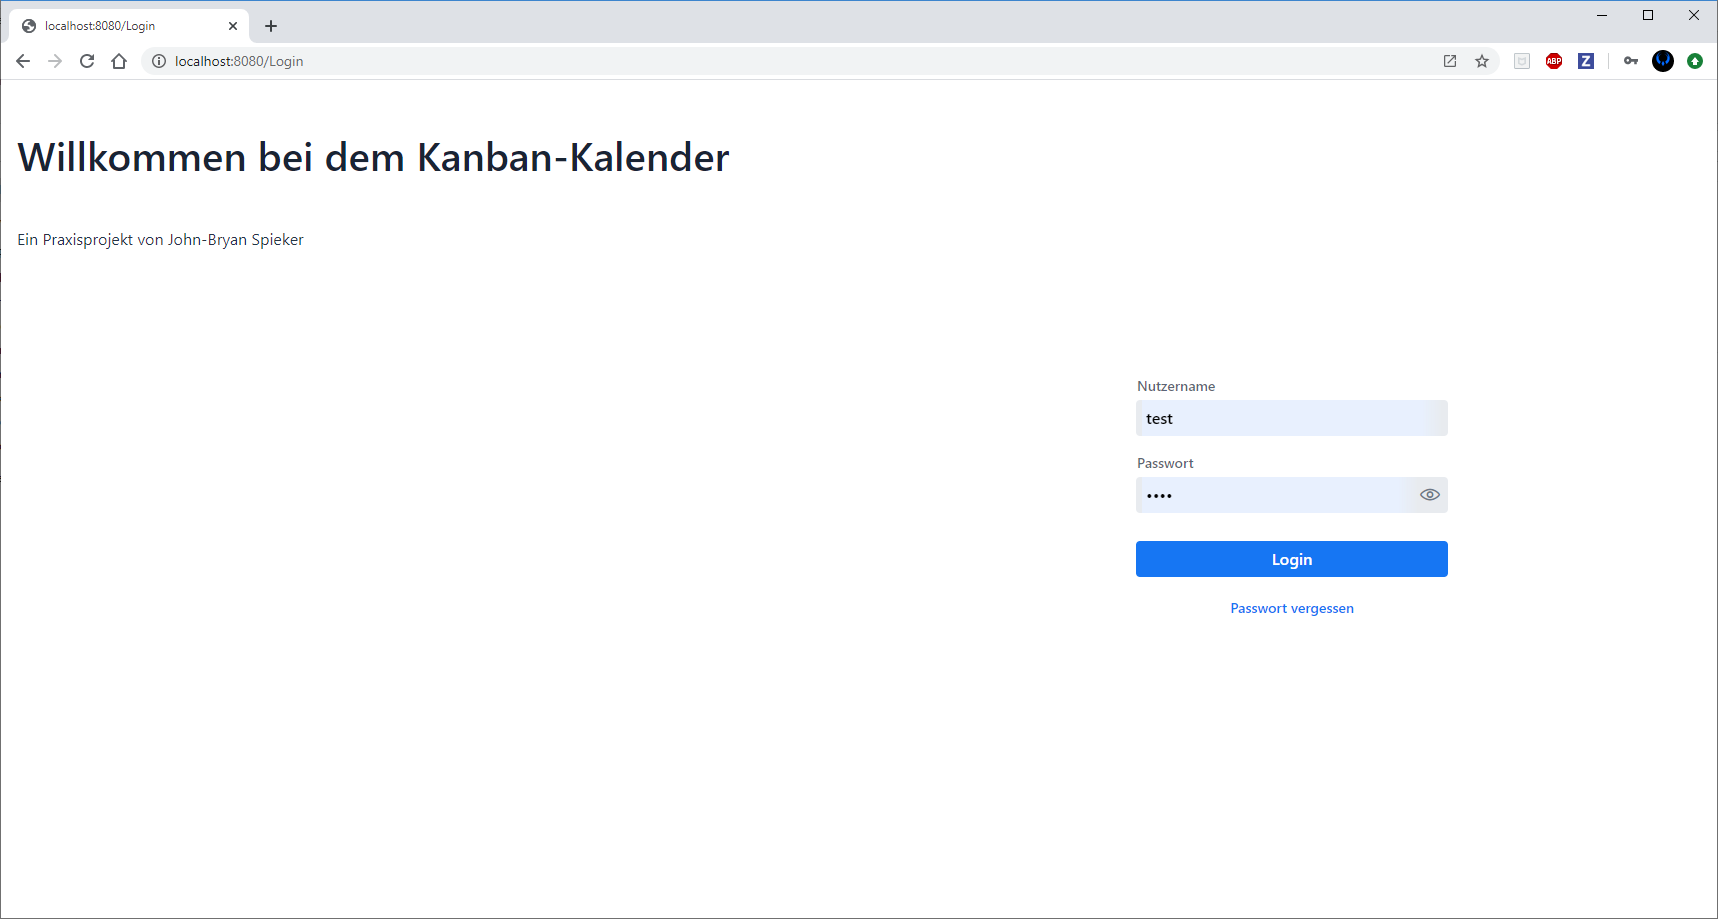 localhost:8080/Login
localhost:8080/Login
ABP
Z
Willkommen bei dem Kanban-Kalender
Ein Praxisprojekt von John-Bryan Spieker
Nutzername
test
Passwort
••••
Login
Passwort vergessen